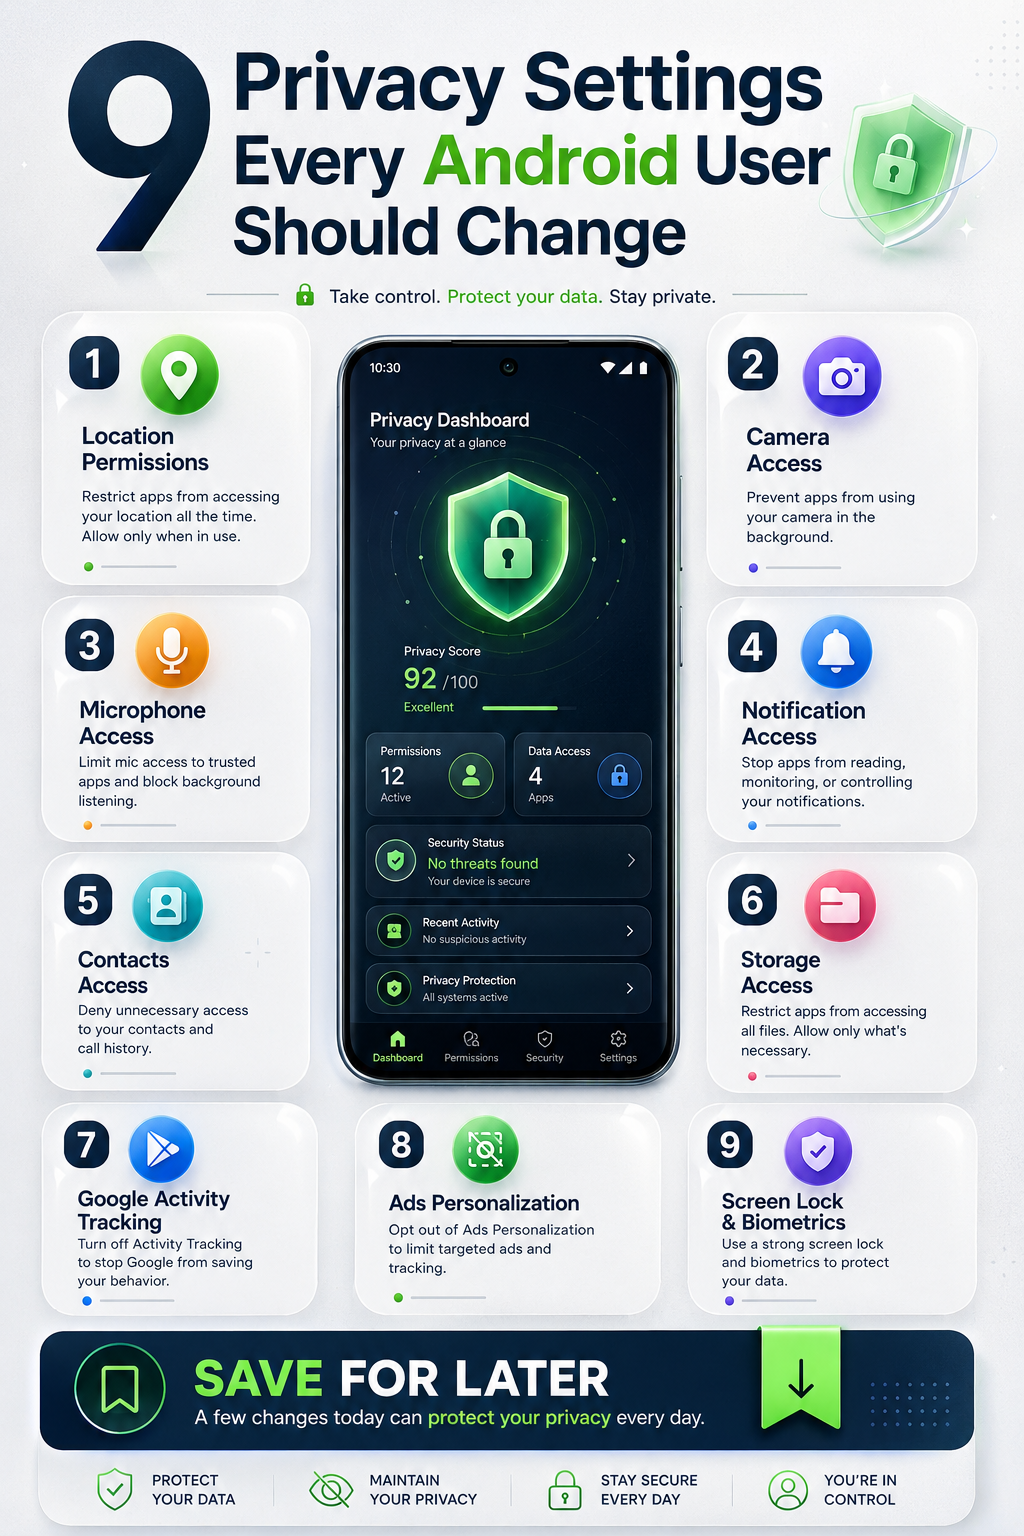 9
Privacy Settings
Every Android User
Should Change
Take control. Protect your data. Stay private.
1
Location
Permissions
Restrict apps from accessing
your location all the time.
Allow only when in use.
2
Camera
Access
Prevent apps from using
your camera in the
background.
3
Microphone
Access
Limit mic access to trusted
apps and block background
listening.
4
Notification
Access
Stop apps from reading,
monitoring, or controlling
your notifications.
5
Contacts
Access
Deny unnecessary access
to your contacts and
call history.
6
Storage
Access
Restrict apps from accessing
all files. Allow only what's
necessary.
10:30
Privacy Dashboard
Your privacy at a glance
Privacy Score
92 /100
Excellent
Permissions
12
Active
Data Access
4
Apps
Security Status
No threats found
Your device is secure
Recent Activity
No suspicious activity
Privacy Protection
All systems active
Dashboard
Permissions
Security
Settings
7
Google Activity
Tracking
Turn off Activity Tracking
to stop Google from saving
your behavior.
8
Ads Personalization
Opt out of Ads Personalization
to limit targeted ads and
tracking.
9
Screen Lock
& Biometrics
Use a strong screen lock
and biometrics to protect
your data.
SAVE FOR LATER
A few changes today can protect your privacy every day.
PROTECT
YOUR DATA
MAINTAIN
YOUR PRIVACY
STAY SECURE
EVERY DAY
YOU'RE IN
CONTROL